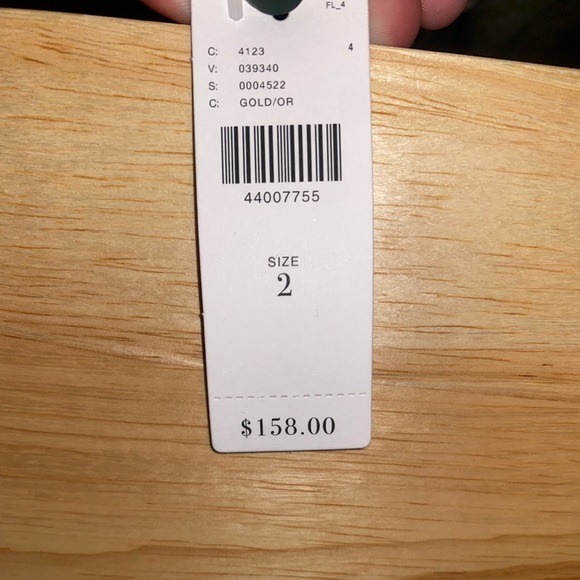 FL_4
C: 4123 4
V: 039340
S: 0004522
C: GOLD/OR
44007755
SIZE
2
$158.00